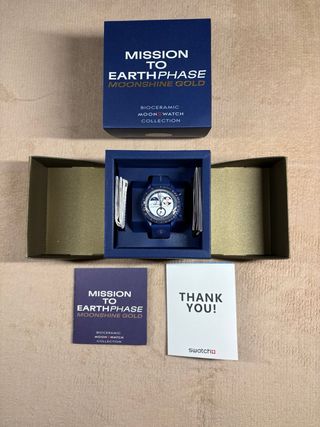 MISSION
TO
EARTHPHASE
MOONSHINE GOLD
BIOCERAMIC
MOONSWATCH
COLLECTION
MISSION
TO
EARTHPHASE
MOONSHINE GOLD
BIOCERAMIC
MOONSWATCH
COLLECTION
THANK
YOU!
swatch